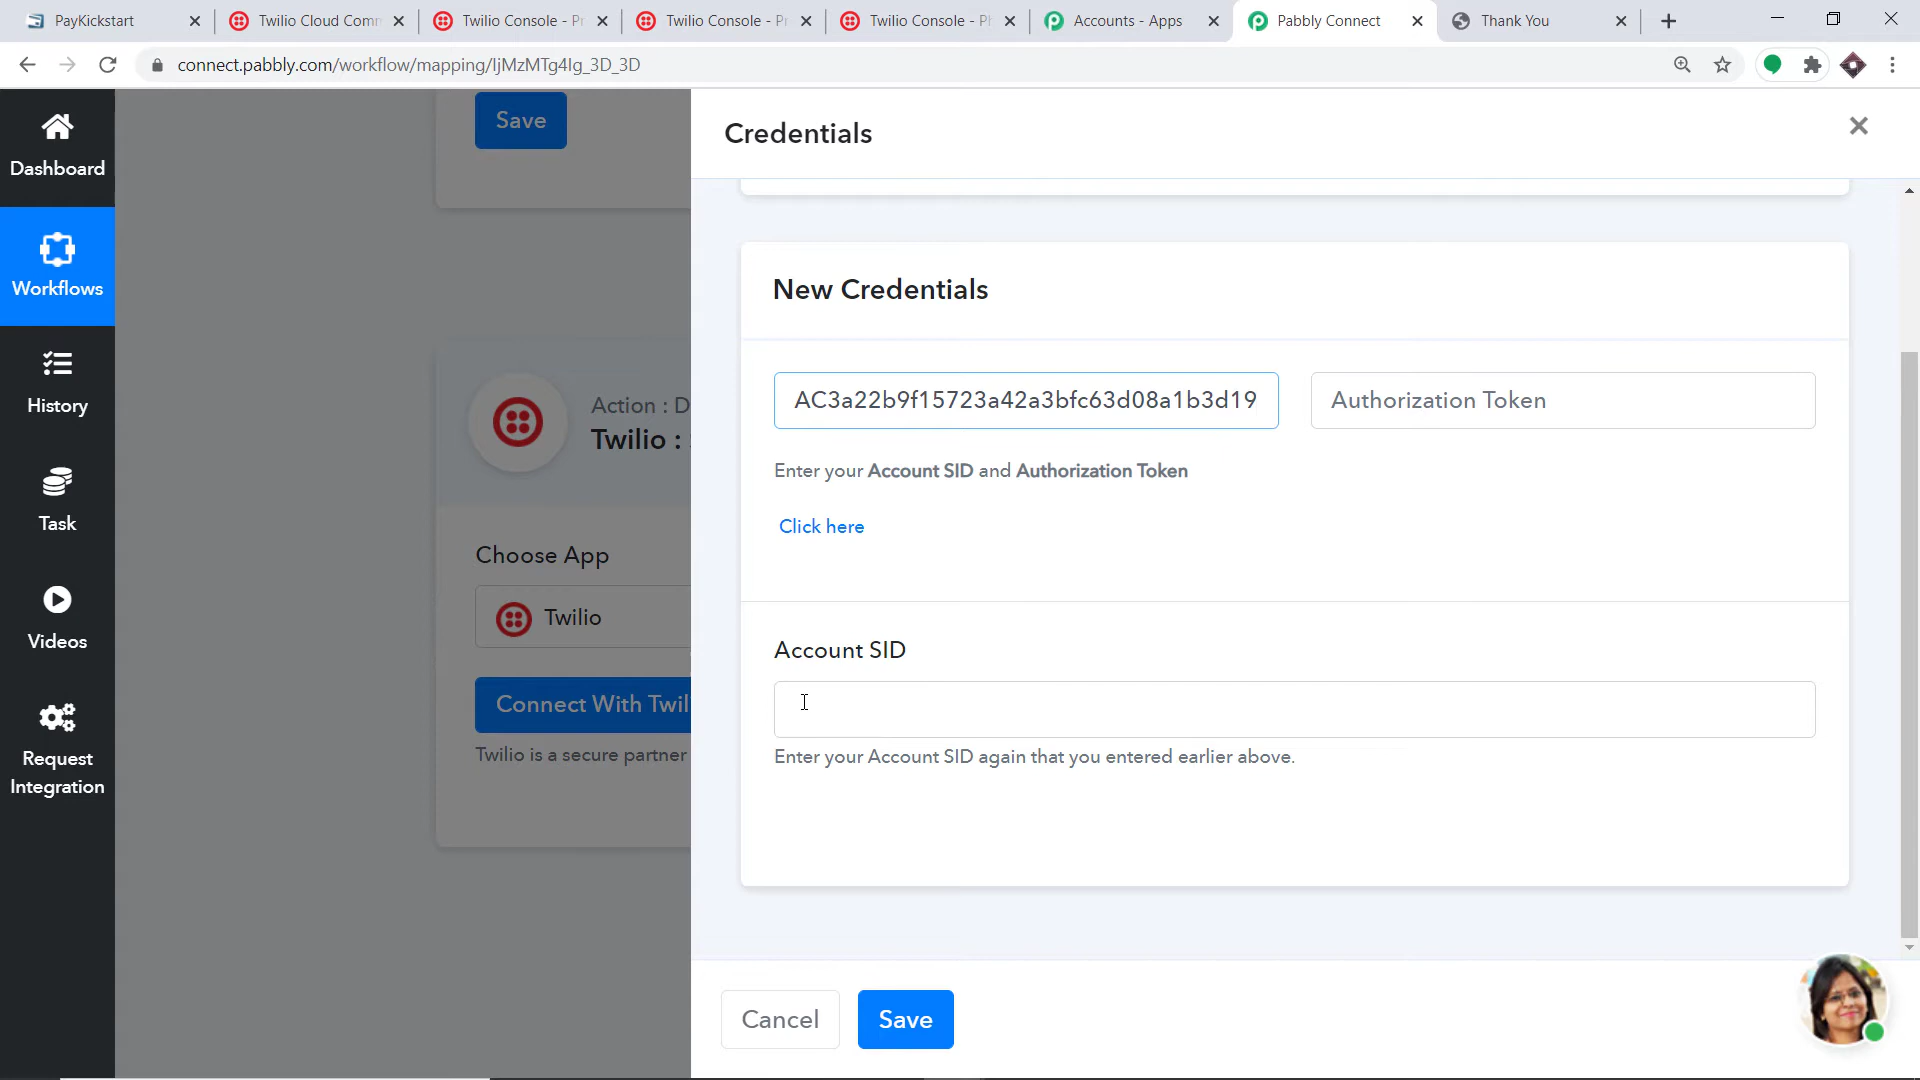 PayKickstart
Twilio Cloud Comm
Twilio Console - Pr
Twilio Console - Pr
Twilio Console - Ph
Accounts - Apps
Pabbly Connect
Thank You
connect.pabbly.com/workflow/mapping/IjMzMTg4Ig_3D_3D
Dashboard
Workflows
History
Task
Videos
Request
Integration
Save
Action : D
Twilio :
Choose App
Twilio
Connect With Twil
Twilio is a secure partner
Credentials
New Credentials
AC3a22b9f15723a42a3bfc63d08a1b3d19
Authorization Token
Enter your Account SID and Authorization Token
Click here
Account SID
Enter your Account SID again that you entered earlier above.
Cancel
Save